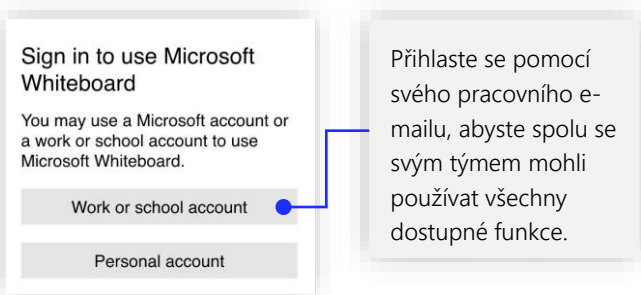 Sign in to use Microsoft
Whiteboard
You may use a Microsoft account or
a work or school account to use
Microsoft Whiteboard.
Work or school account
Personal account
Přihlaste se pomocí
svého pracovního e-
mailu, abyste spolu se
svým týmem mohli
používat všechny
dostupné funkce.